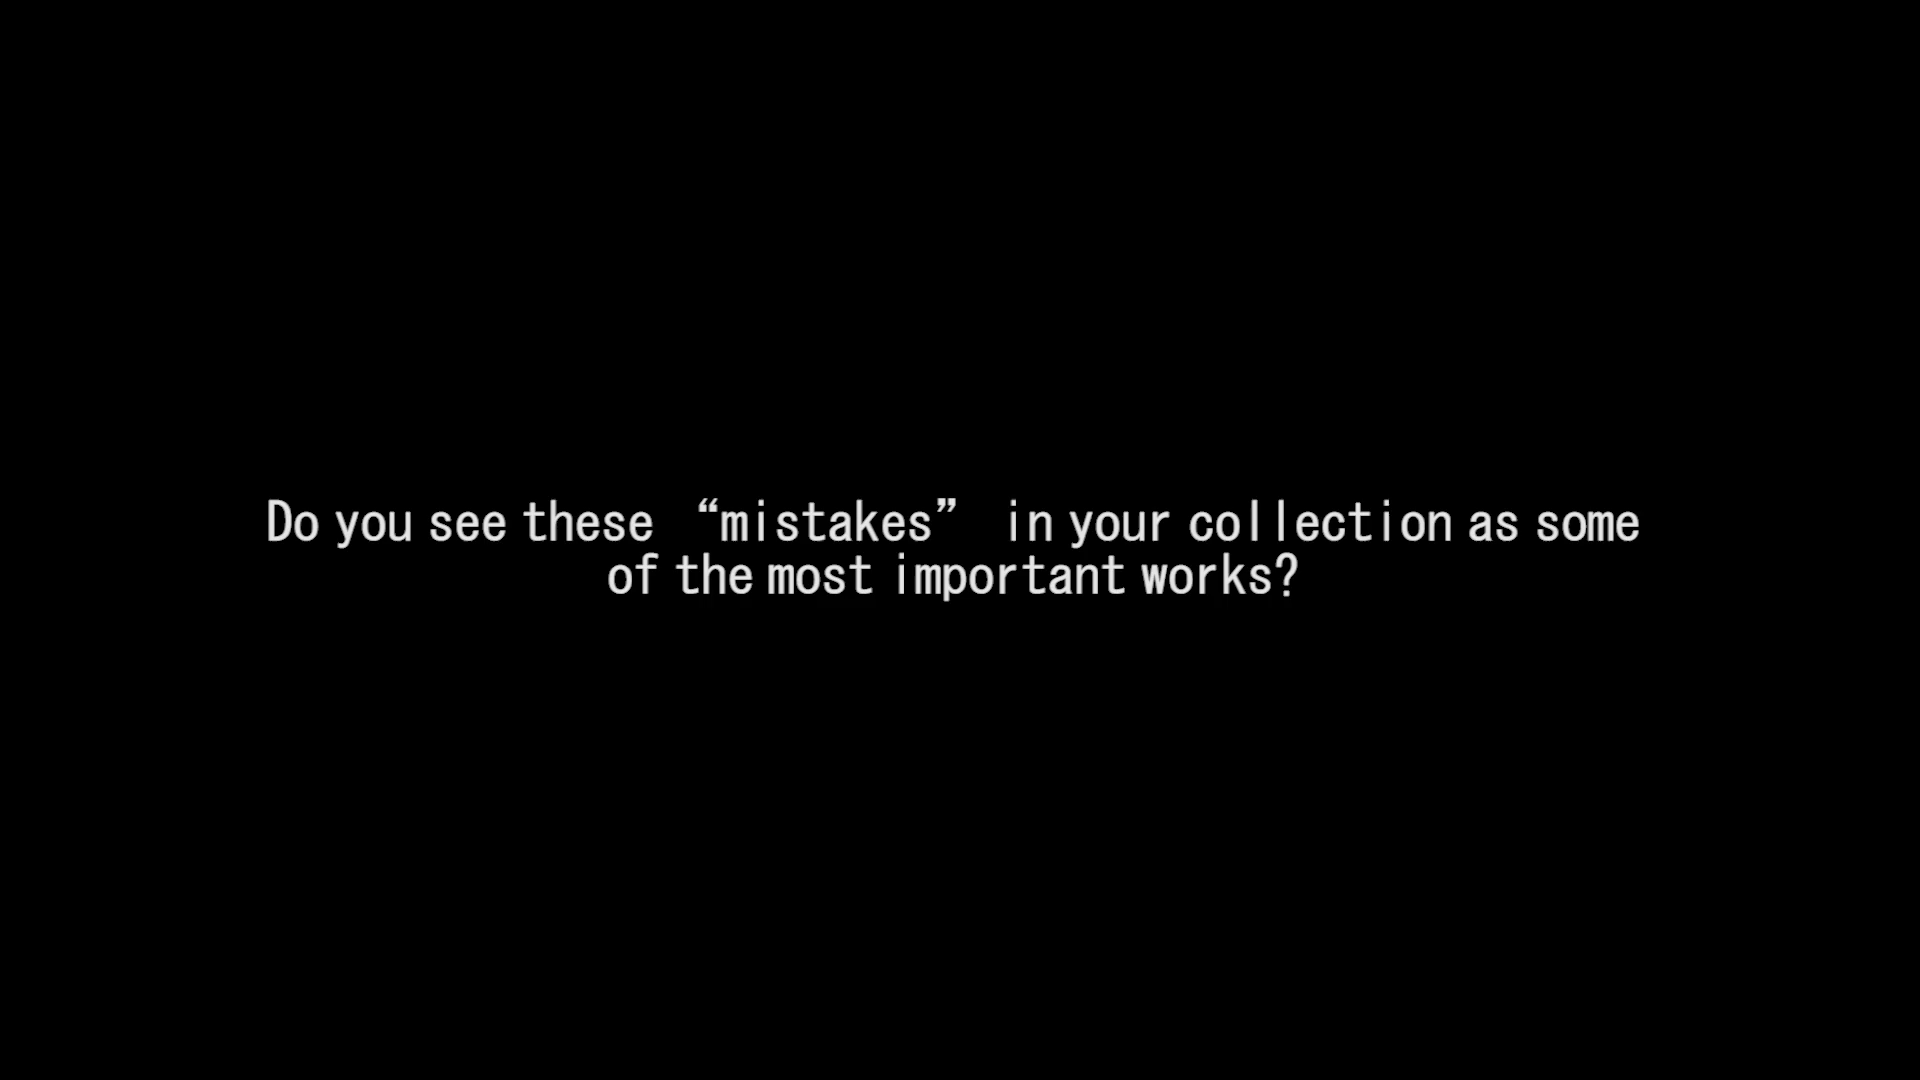 Do you see these “mistakes” in your collection as some
of the most important works?